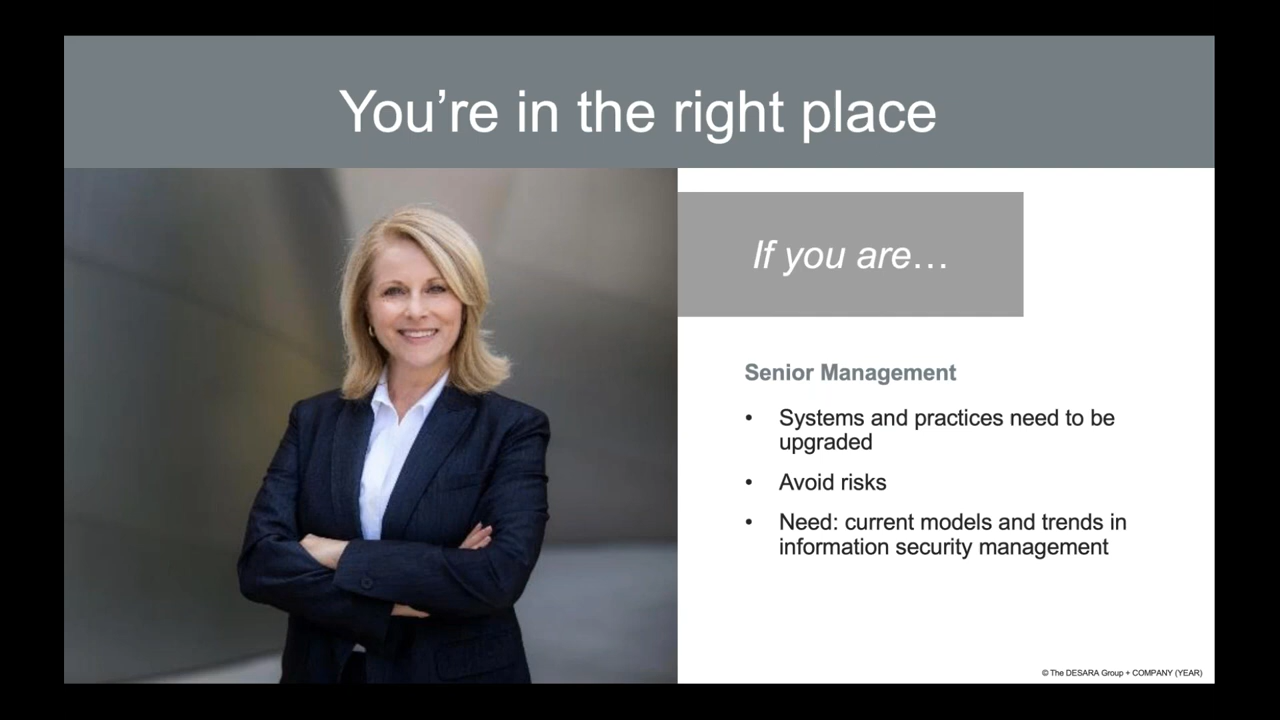 You’re in the right place
If you are…
Senior Management
• Systems and practices need to be
upgraded
• Avoid risks
• Need: current models and trends in
information security management
© The DESARA Group + COMPANY (YEAR)